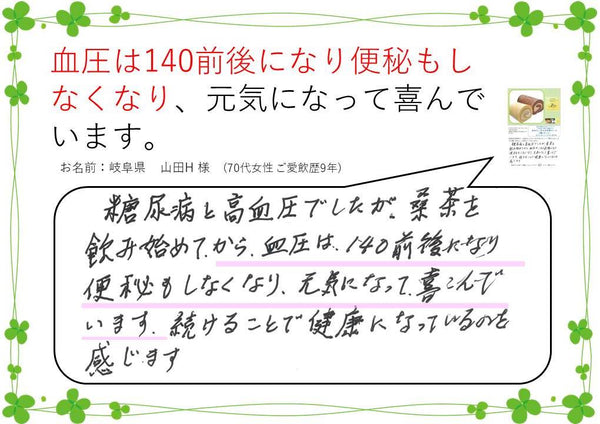 血圧は140前後になり便秘もし
なくなり、元気になって喜んで
います。
お名前：岐阜県　山田H 様　（70代女性 ご愛飲歴9年）
糖尿病と高血圧でしたが、桑茶を
飲み始めてから、血圧は、140前後になり
便秘もしなくなり、元気になって、喜こんで
います。続けることで健康になっているのを
感じます